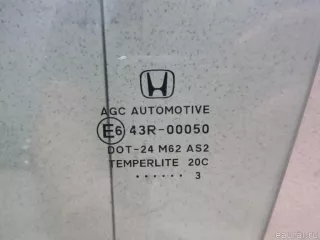 AGC AUTOMOTIVE
E6 43R-00050
DOT-24 M62 AS2
TEMPERLITE 20C
...... 3